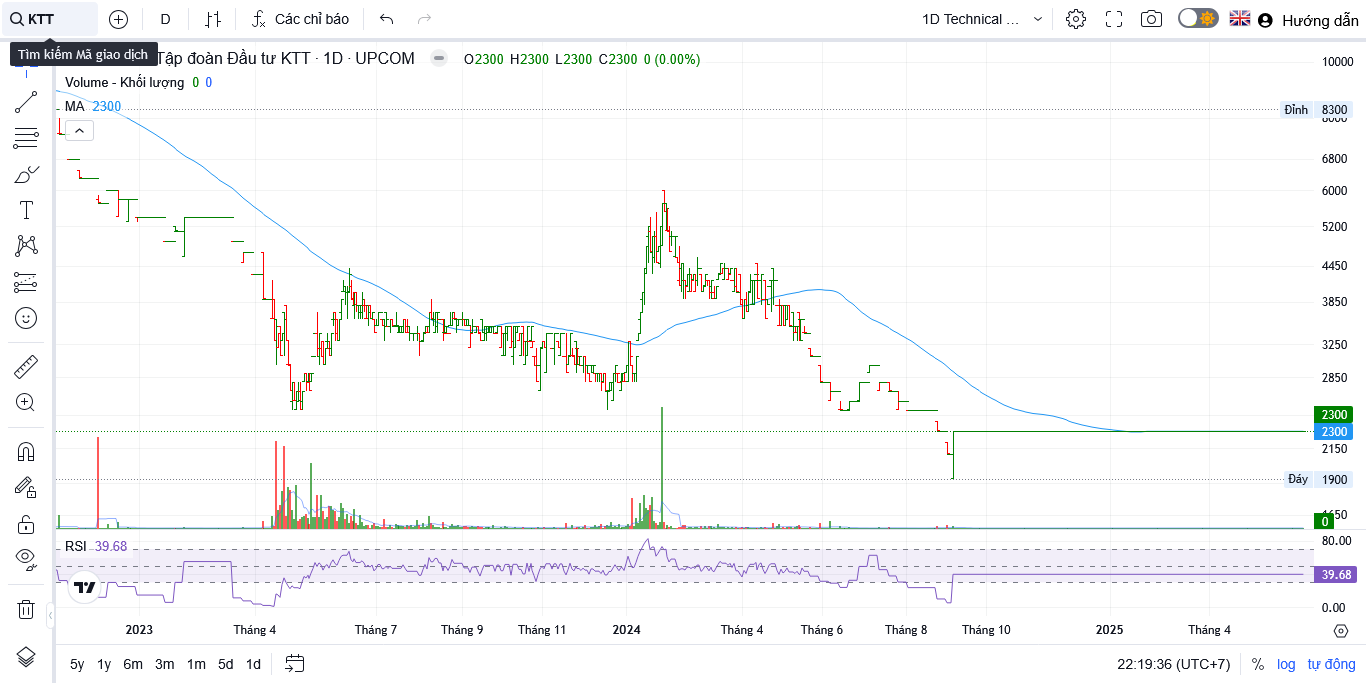 KTT
D
Các chỉ báo
1D Technical ...
Hướng dẫn
Tìm kiếm Mã giao dịch
Tập đoàn Đầu tư KTT · 1D · UPCOM
O2300 H2300 L2300 C2300 0 (0.00%)
Volume - Khối lượng 0 0
MA 2300
10000
Đỉnh 8300
8000
6800
6000
5200
4450
3850
3250
2850
2300
2300
2150
Đáy 1900
0
RSI 39.68
80.00
39.68
0.00
2023 Tháng 4 Tháng 7 Tháng 9 Tháng 11 2024 Tháng 4 Tháng 6 Tháng 8 Tháng 10 2025 Tháng 4
5y 1y 6m 3m 1m 5d 1d
22:19:36 (UTC+7) % log tự động